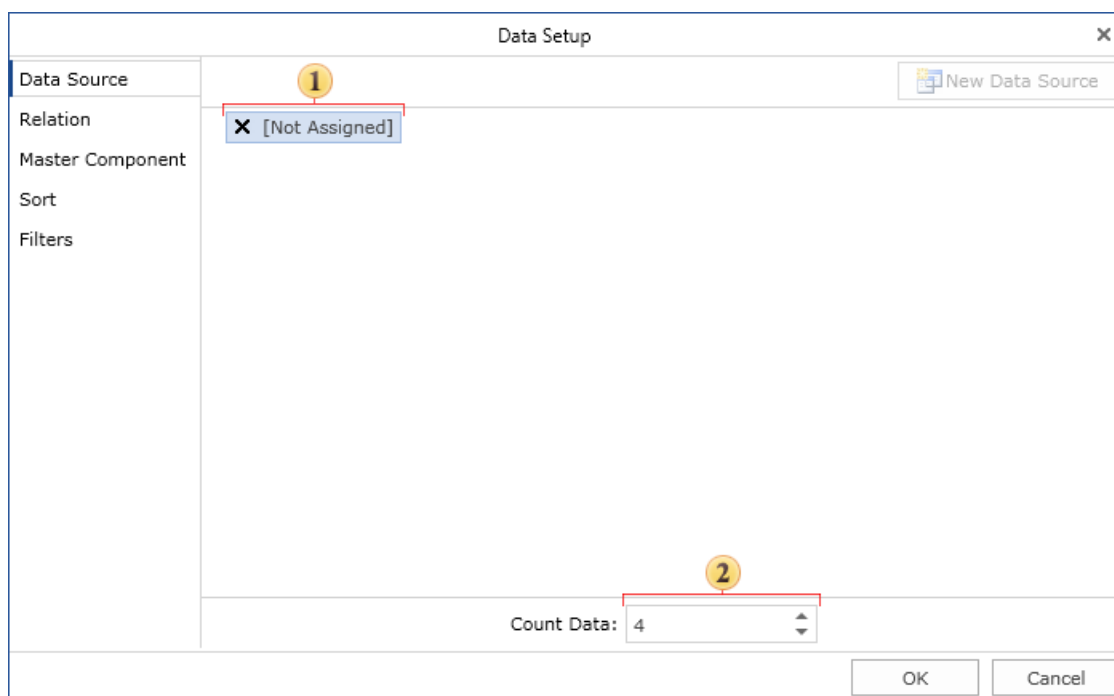 Data Setup
Data Source
1
New Data Source
[Not Assigned]
Relation
Master Component
Sort
Filters
2
Count Data: 4
OK
Cancel